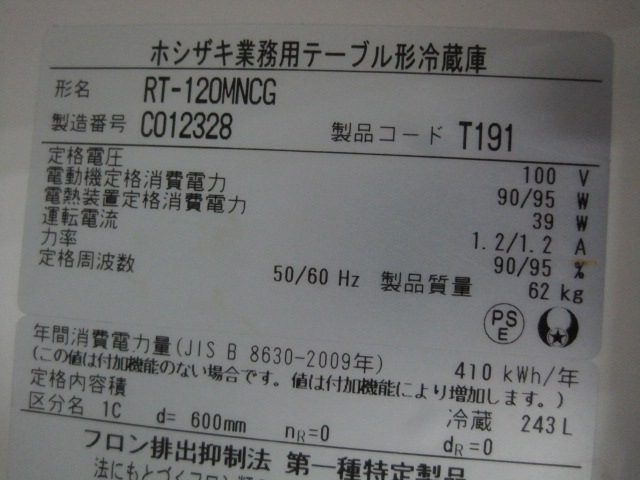 ホシザキ業務用テーブル形冷蔵庫
形名 RT-120MNCG
製造番号 C012328 製品コード T191
定格電圧 100 V
電動機定格消費電力 90/95 W
電熱装置定格消費電力 39 W
運転電流 1.2/1.2 A
力率 90/95 %
定格周波数 50/60 Hz 製品質量 62 kg
PS
E
年間消費電力量(JIS B 8630-2009年) 410 kWh/年
(この値は付加機能のない場合です。値は付加機能により増加します。)
定格内容積 冷蔵 243L
区分名 1C d= 600mm nR=0 dR=0
フロン排出抑制法 第一種特定製品